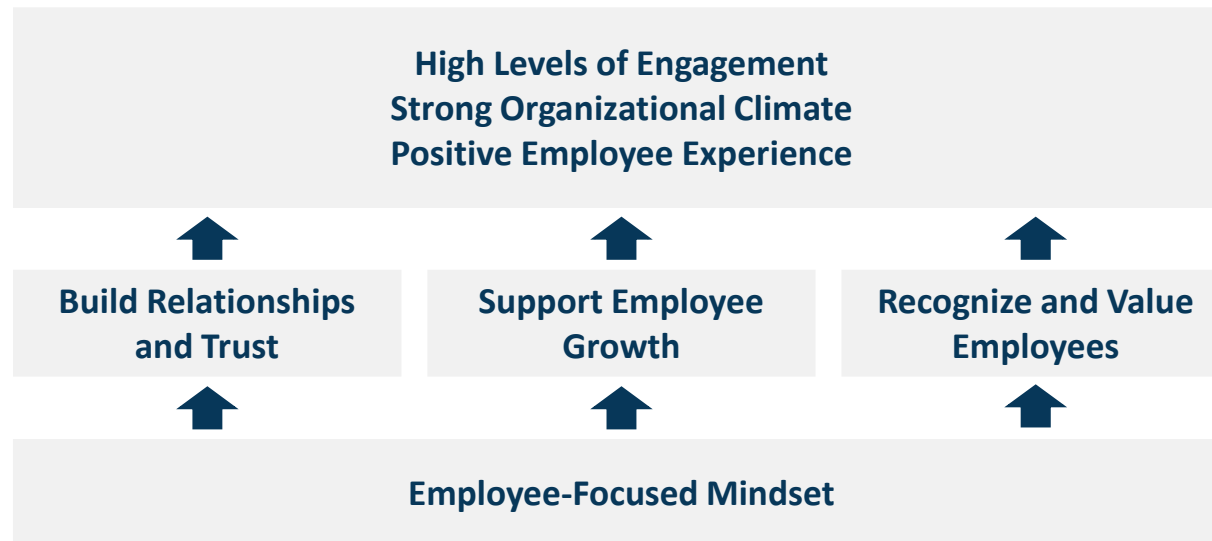 High Levels of Engagement
Strong Organizational Climate
Positive Employee Experience
Build Relationships
and Trust
Support Employee
Growth
Recognize and Value
Employees
Employee-Focused Mindset